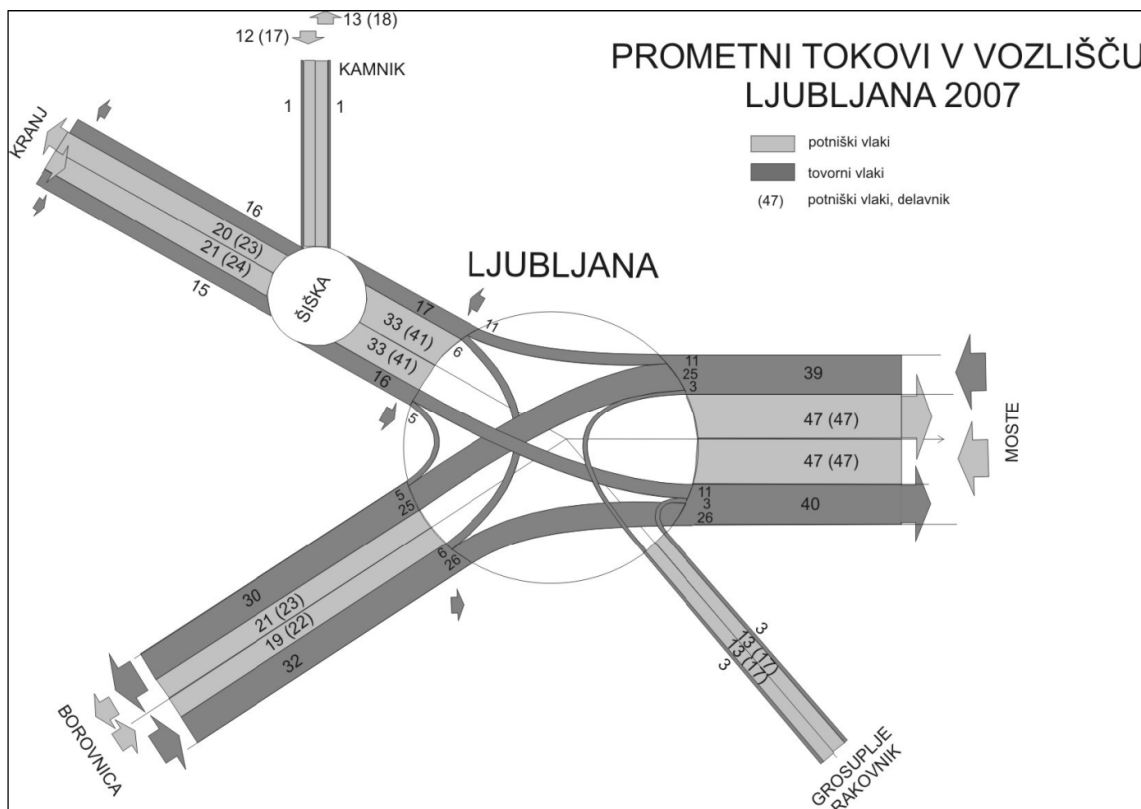 13 (18)
12 (17)
KAMNIK
1
1
PROMETNI TOKOVI V VOZLIŠČU
LJUBLJANA 2007
potniški vlaki
tovorni vlaki
(47) potniški vlaki, delavnik
KRANJ
16
20 (23)
21 (24)
15
ŠIŠKA
LJUBLJANA
17
33 (41)
33 (41)
16
11
6
5
11
25
3
39
47 (47)
47 (47)
40
MOSTE
11
3
26
5
25
6
26
30
21 (23)
19 (22)
32
BOROVNICA
3
13 (17)
13 (17)
3
GROSUPLJE
RAKOVNIK